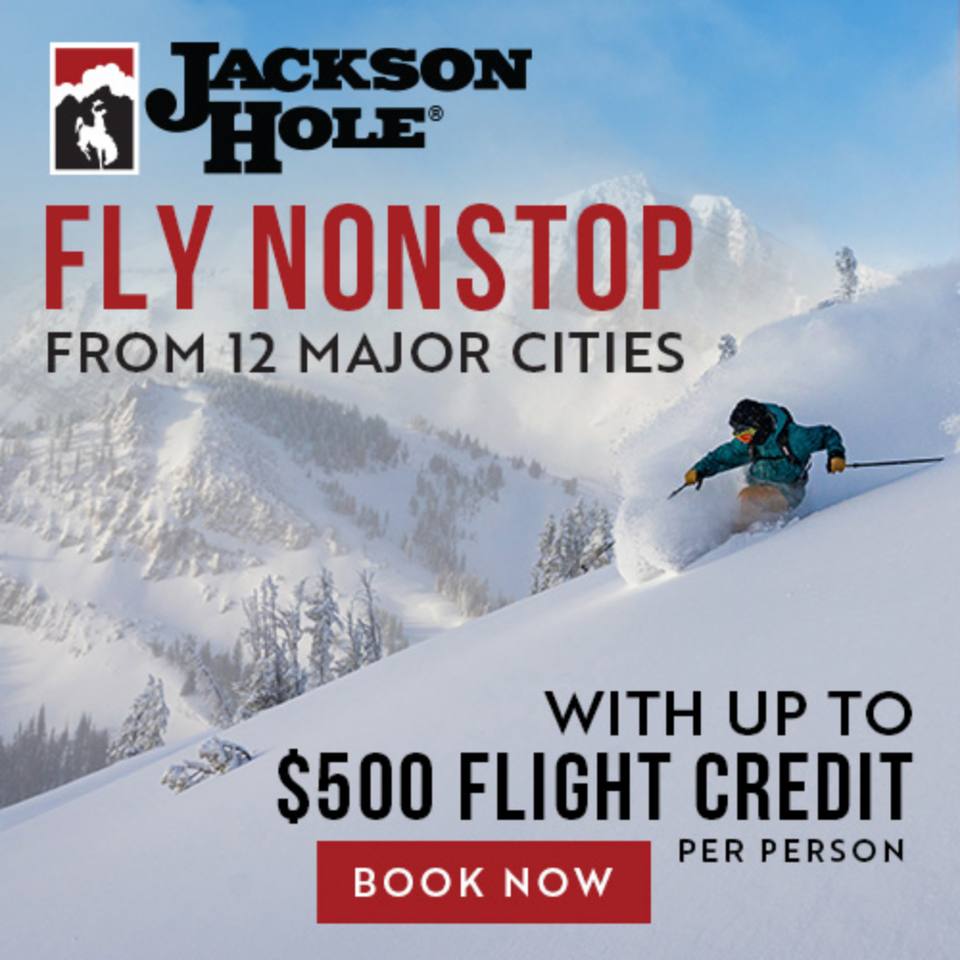 JACKSON
HOLE®
FLY NONSTOP
FROM 12 MAJOR CITIES
WITH UP TO
$500 FLIGHT CREDIT
PER PERSON
BOOK NOW